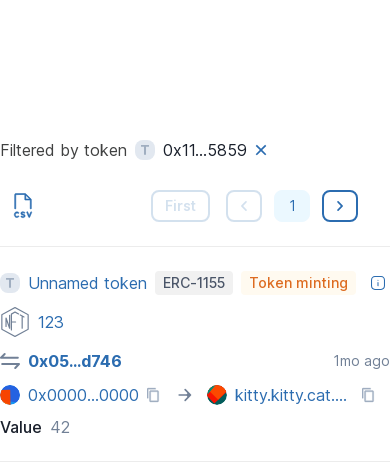 Filtered by token T 0x11...5859
CSV
First 1
T Unnamed token ERC-1155 Token minting
NFT 123
0x05...d746 1mo ago
0x0000...0000 kitty.kitty.cat....
Value 42